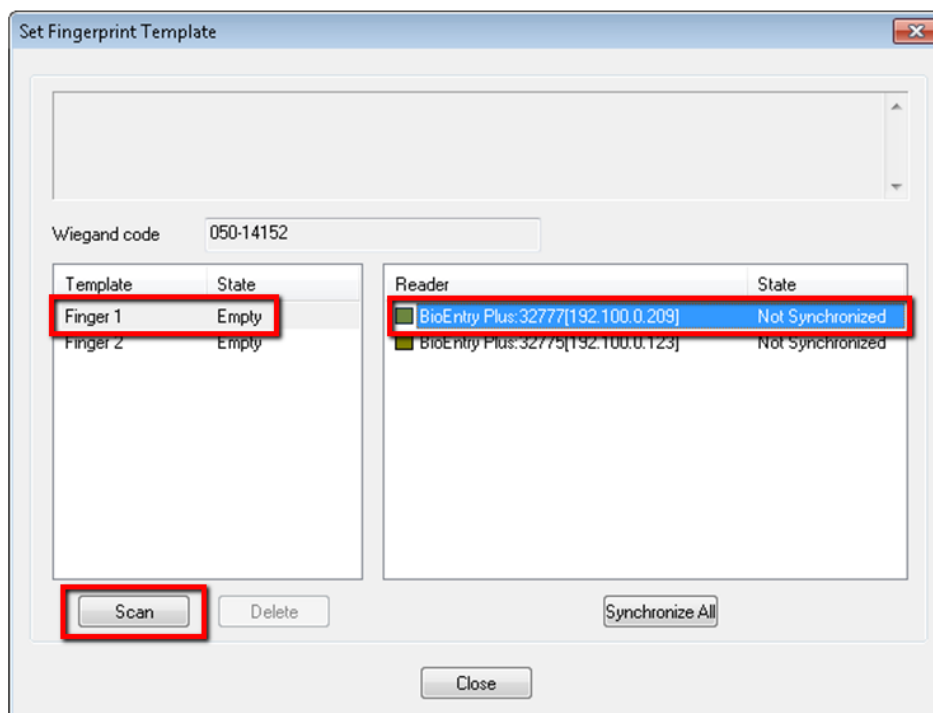 Set Fingerprint Template
Wiegand code 050-14152
Template State
Finger 1 Empty
Finger 2 Empty
Reader State
BioEntry Plus:32777[192.100.0.209] Not Synchronized
BioEntry Plus:32775[192.100.0.123] Not Synchronized
Scan Delete Synchronize All
Close